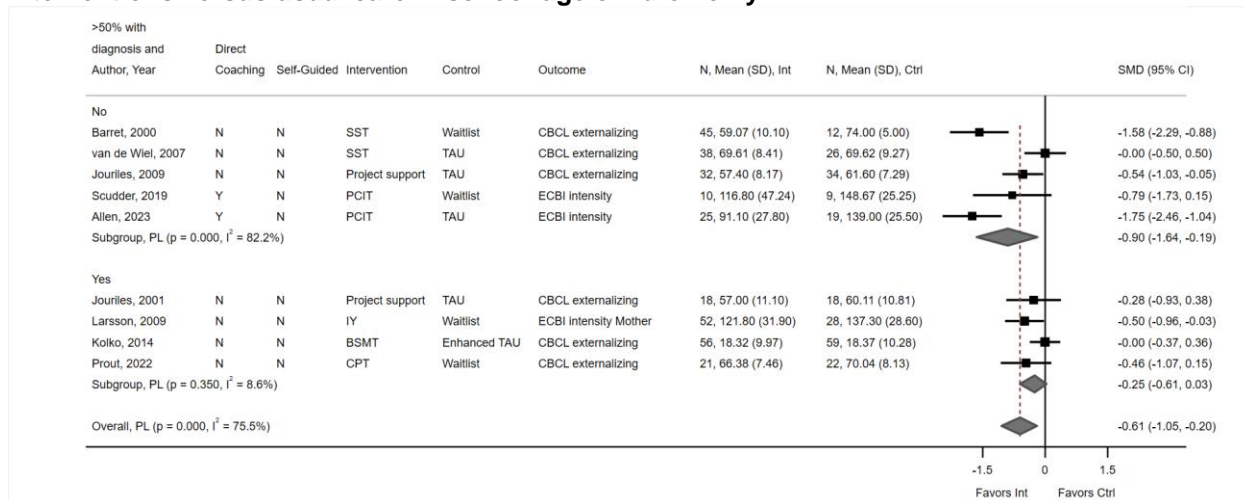 >50% with
diagnosis and Direct
Author, Year Coaching Self-Guided Intervention Control Outcome N, Mean (SD), Int N, Mean (SD), Ctrl SMD (95% CI)
No
Barret, 2000 N N SST Waitlist CBCL externalizing 45, 59.07 (10.10) 12, 74.00 (5.00) -1.58 (-2.29, -0.88)
van de Wiel, 2007 N N SST TAU CBCL externalizing 38, 69.61 (8.41) 26, 69.62 (9.27) -0.00 (-0.50, 0.50)
Jouriles, 2009 N N Project support TAU CBCL externalizing 32, 57.40 (8.17) 34, 61.60 (7.29) -0.54 (-1.03, -0.05)
Scudder, 2019 Y N PCIT Waitlist ECBI intensity 10, 116.80 (47.24) 9, 148.67 (25.25) -0.79 (-1.73, 0.15)
Allen, 2023 Y N PCIT TAU ECBI intensity 25, 91.10 (27.80) 19, 139.00 (25.50) -1.75 (-2.46, -1.04)
Subgroup, PL (p = 0.000, I² = 82.2%) -0.90 (-1.64, -0.19)
Yes
Jouriles, 2001 N N Project support TAU CBCL externalizing 18, 57.00 (11.10) 18, 60.11 (10.81) -0.28 (-0.93, 0.38)
Larsson, 2009 N N IY Waitlist ECBI intensity Mother 52, 121.80 (31.90) 28, 137.30 (28.60) -0.50 (-0.96, -0.03)
Kolko, 2014 N N BSMT Enhanced TAU CBCL externalizing 56, 18.32 (9.97) 59, 18.37 (10.28) -0.00 (-0.37, 0.36)
Prout, 2022 N N CPT Waitlist CBCL externalizing 21, 66.38 (7.46) 22, 70.04 (8.13) -0.46 (-1.07, 0.15)
Subgroup, PL (p = 0.350, I² = 8.6%) -0.25 (-0.61, 0.03)
Overall, PL (p = 0.000, I² = 75.5%) -0.61 (-1.05, -0.20)
-1.5 0 1.5
Favors Int Favors Ctrl